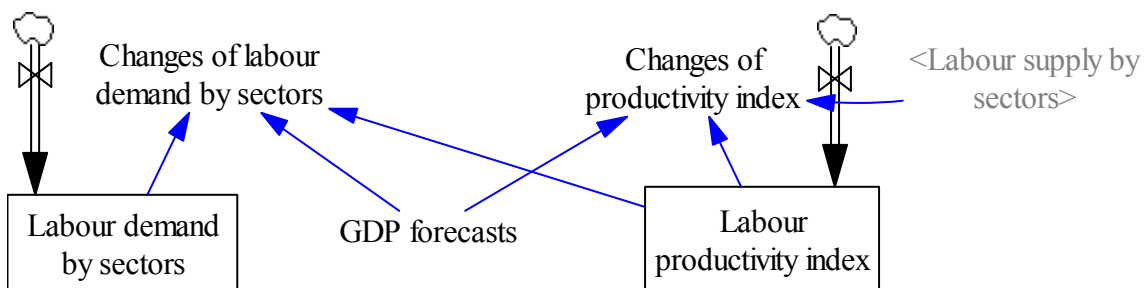 Changes of labour
demand by sectors
Changes of
productivity index
<Labour supply by
sectors>
Labour demand
by sectors
GDP forecasts
Labour
productivity index